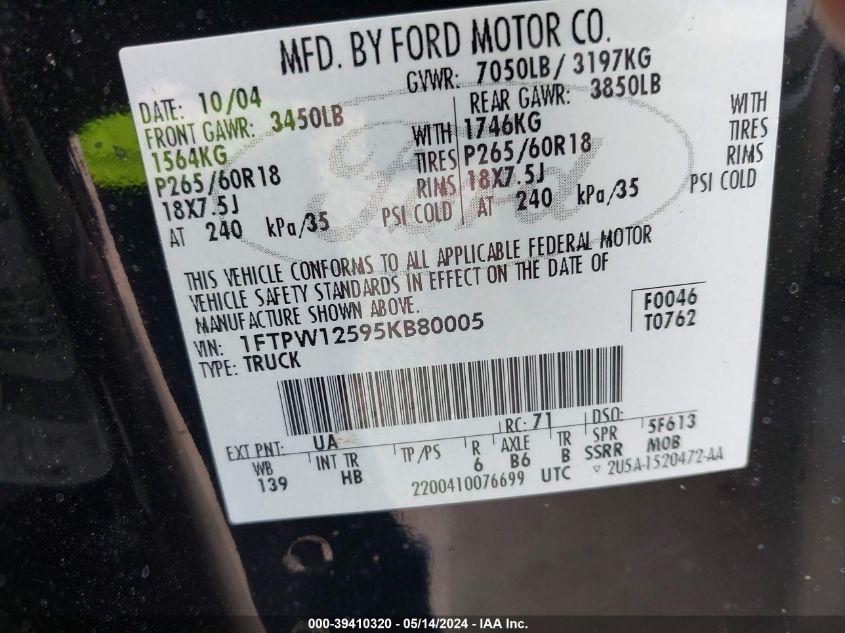 MFD. BY FORD MOTOR CO.
DATE: 10/04 GVWR: 7050LB/ 3197KG
FRONT GAWR: 3450LB REAR GAWR: 3850LB
1564KG WITH 1746KG WITH
P265/60R18 TIRES P265/60R18 TIRES
18X7.5J RIMS 18X7.5J RIMS
AT 240 kPa/35 PSI COLD AT 240 kPa/35 PSI COLD
Ford
THIS VEHICLE CONFORMS TO ALL APPLICABLE FEDERAL MOTOR
VEHICLE SAFETY STANDARDS IN EFFECT ON THE DATE OF
MANUFACTURE SHOWN ABOVE.
VIN: 1FTPW12595KB80005 F0046
TYPE: TRUCK T0762
EXT PNT: UA RC: 71 DSO:
WB INT TR TP/PS R AXLE TR SPR 5F613
139 HB 6 B6 B SSRR MOB
2200410076699 UTC ▽ 2U5A-1520472-AA
000-39410320 - 05/14/2024 - IAA Inc.